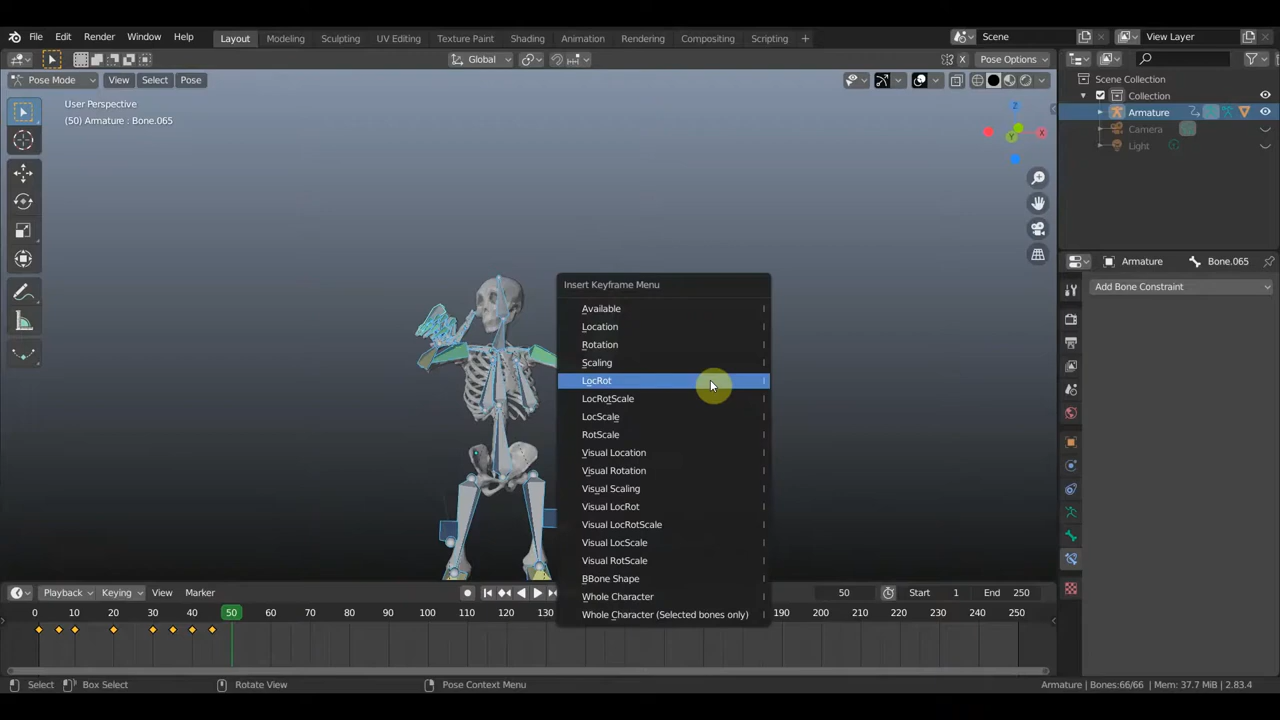 File Edit Render Window Help Layout Modeling Sculpting UV Editing Texture Paint Shading Animation Rendering Compositing Scripting + Scene View Layer
Global X Pose Options
Pose Mode View Select Pose
User Perspective
(50) Armature : Bone.065
Z
X
Y
Scene Collection
Collection
Armature
Camera
Light
Armature Bone.065
Add Bone Constraint
Insert Keyframe Menu
Available I
Location I
Rotation I
Scaling I
LocRot I
LocRotScale I
LocScale I
RotScale I
Visual Location I
Visual Rotation I
Visual Scaling I
Visual LocRot I
Visual LocRotScale I
Visual LocScale I
Visual RotScale I
BBone Shape I
Whole Character I
Whole Character (Selected bones only) I
Playback Keying View Marker 50 Start 1 End 250
0 10 20 30 40 50 60 70 80 90 100 110 120 130 190 200 210 220 230 240 250
Select Box Select Rotate View Pose Context Menu Armature | Bones:66/66 | Mem: 37.7 MiB | 2.83.4